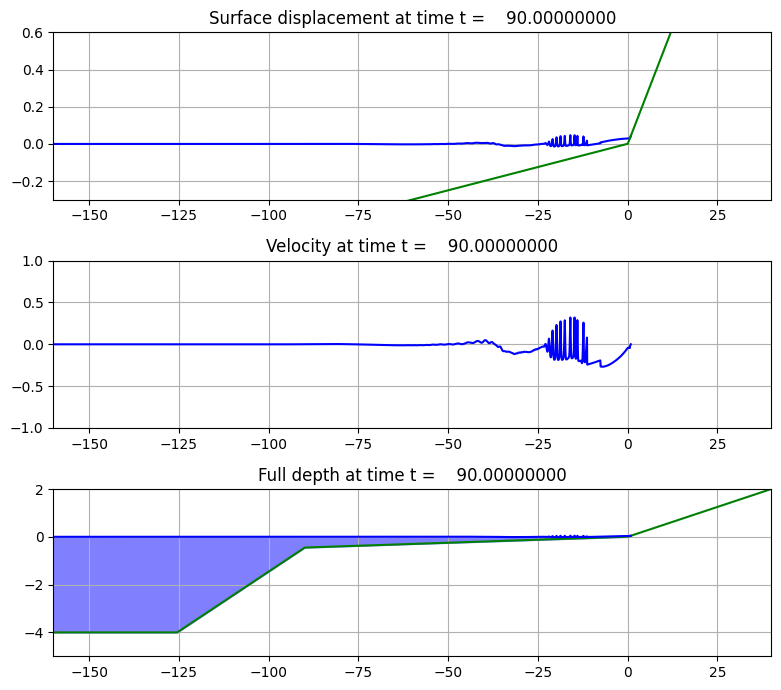 Surface displacement at time t = 90.00000000
0.6
0.4
0.2
0.0
−0.2
−150 −125 −100 −75 −50 −25 0 25
Velocity at time t = 90.00000000
1.0
0.5
0.0
−0.5
−1.0
−150 −125 −100 −75 −50 −25 0 25
Full depth at time t = 90.00000000
2
0
−2
−4
−150 −125 −100 −75 −50 −25 0 25